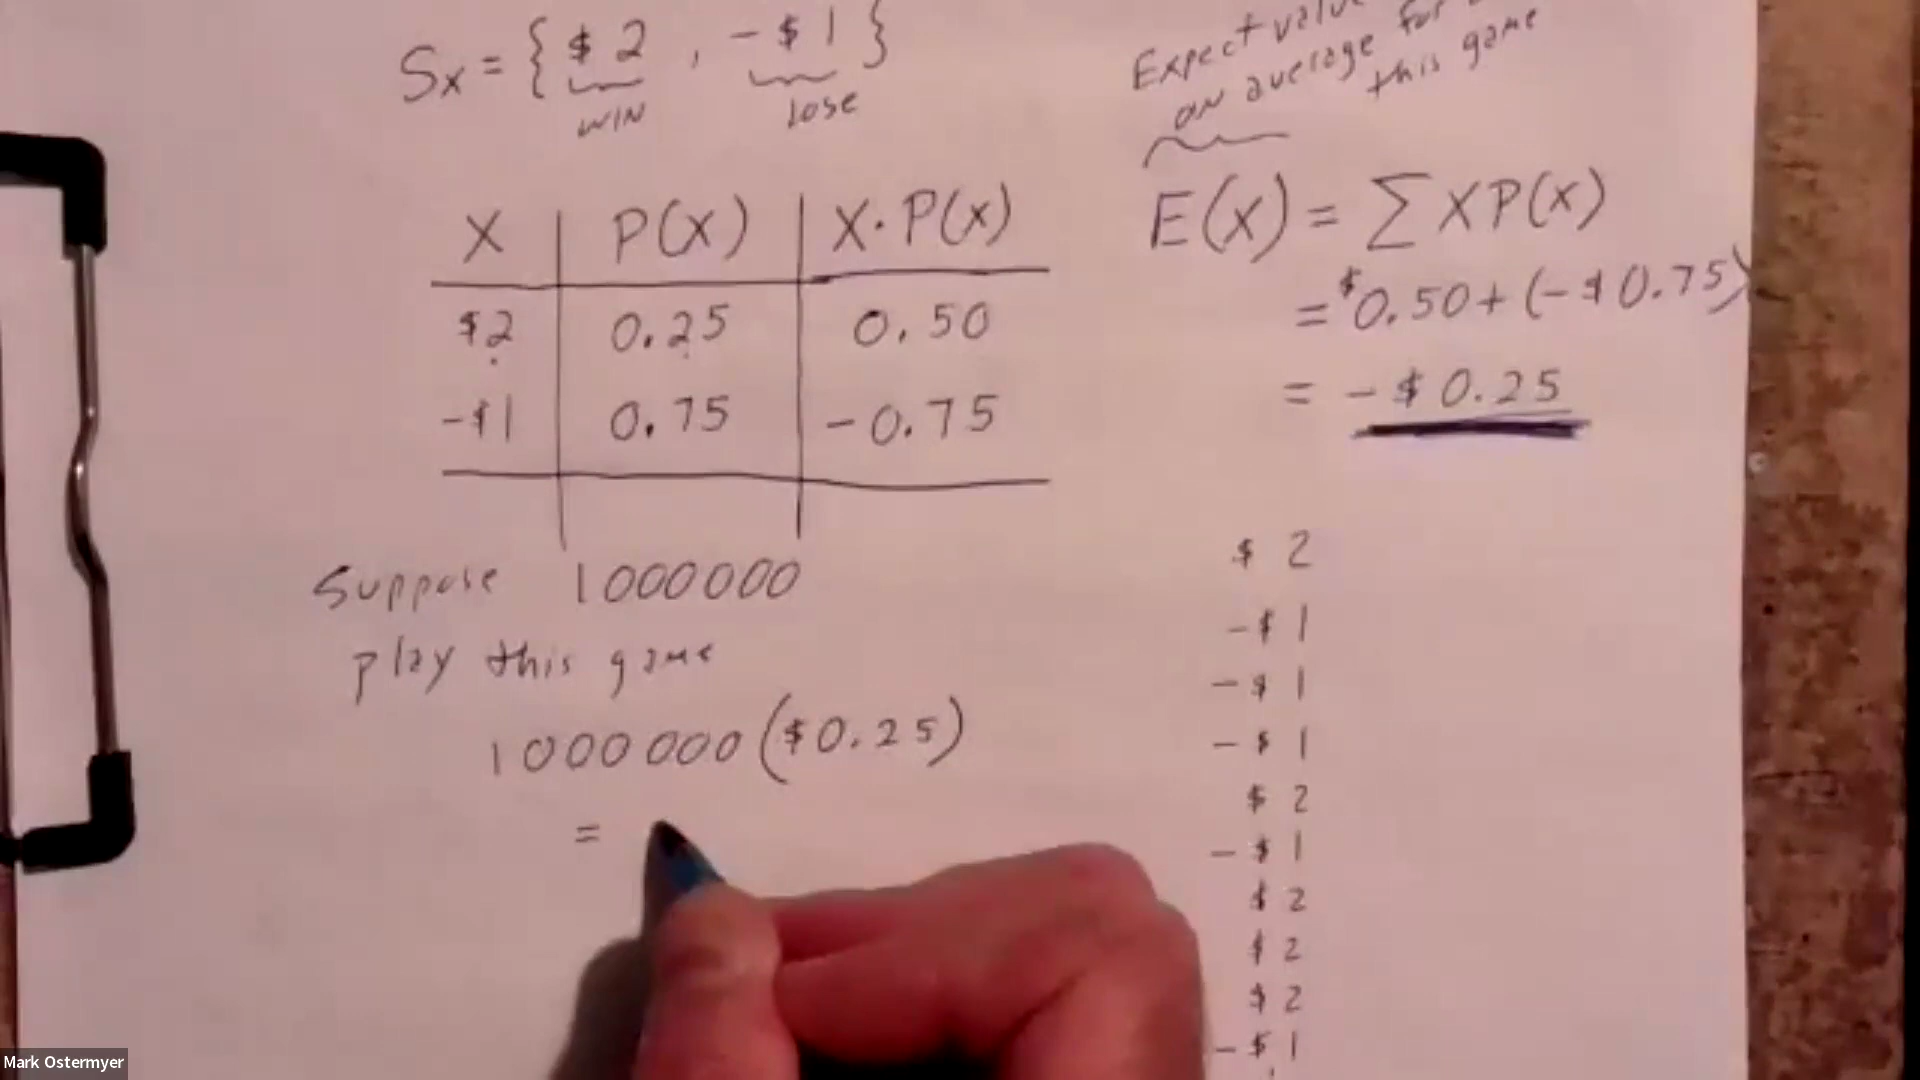 Sx = { $ 2 , - $ 1 }
WIN lose
Expect value
on average for
this game
X | P(X) | X·P(X)
$2 | 0.25 | 0.50
-$1 | 0.75 | -0.75
E(X) = ∑ X P(X)
= $0.50 + (-$0.75)
= -$0.25
Suppose 1000000
play this game
1000 000 ($0.25)
=
$ 2
-$ 1
-$ 1
-$ 1
$ 2
-$ 1
$ 2
$ 2
$ 2
-$ 1
Mark Ostermyer